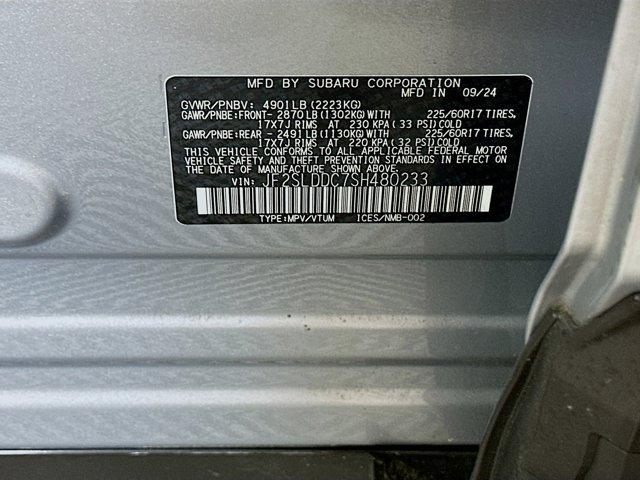 MFD BY SUBARU CORPORATION
MFD IN 09/24
GVWR/PNBV: 4901LB(2223KG)
GAWR/PNBE:FRONT- 2870LB(1302KG)WITH 225/60R17 TIRES,
17X7J RIMS AT 230 KPA(33 PSI)COLD
GAWR/PNBE:REAR - 2491LB(1130KG)WITH 225/60R17 TIRES,
17X7J RIMS AT 220 KPA(32 PSI)COLD
THIS VEHICLE CONFORMS TO ALL APPLICABLE FEDERAL MOTOR
VEHICLE SAFETY AND THEFT PREVENTION STANDARDS IN EFFECT ON
THE DATE OF MANUFACTURE SHOWN ABOVE.
VIN: JF2SLDDC7SH480233
TYPE:MPV/VTUM ICES/NMB-002